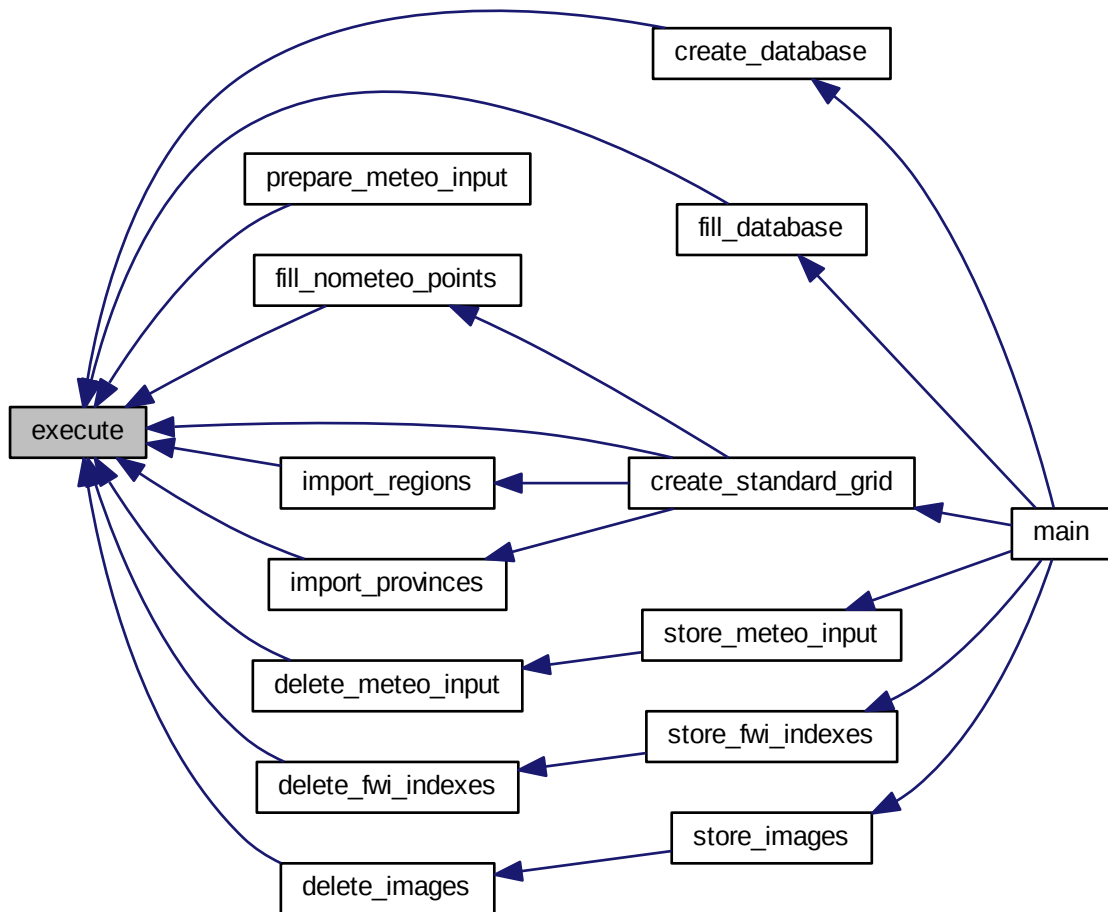 create_database
prepare_meteo_input
fill_database
fill_nometeo_points
execute
import_regions
create_standard_grid
main
import_provinces
store_meteo_input
delete_meteo_input
store_fwi_indexes
delete_fwi_indexes
store_images
delete_images